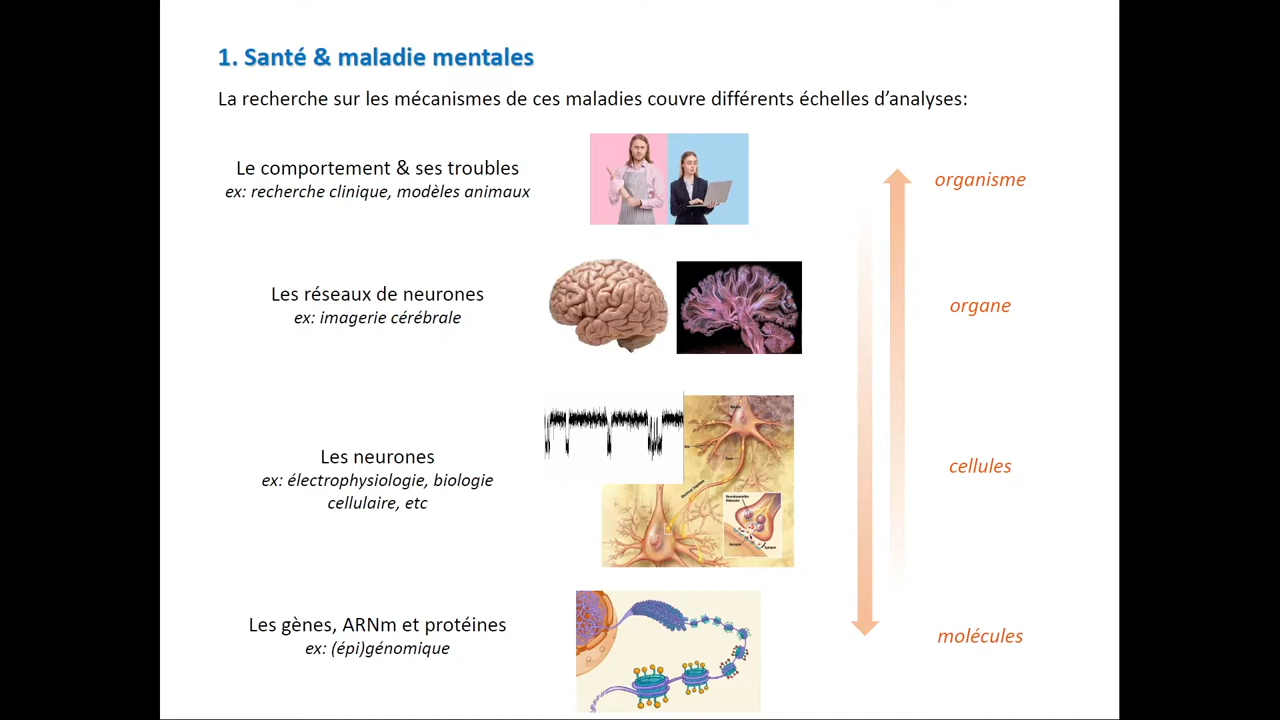 1. Santé & maladie mentales
La recherche sur les mécanismes de ces maladies couvre différents échelles d’analyses:
Le comportement & ses troubles
ex: recherche clinique, modèles animaux
organisme
Les réseaux de neurones
ex: imagerie cérébrale
organe
Les neurones
ex: électrophysiologie, biologie
cellulaire, etc
cellules
Les gènes, ARNm et protéines
ex: (épi)génomique
molécules